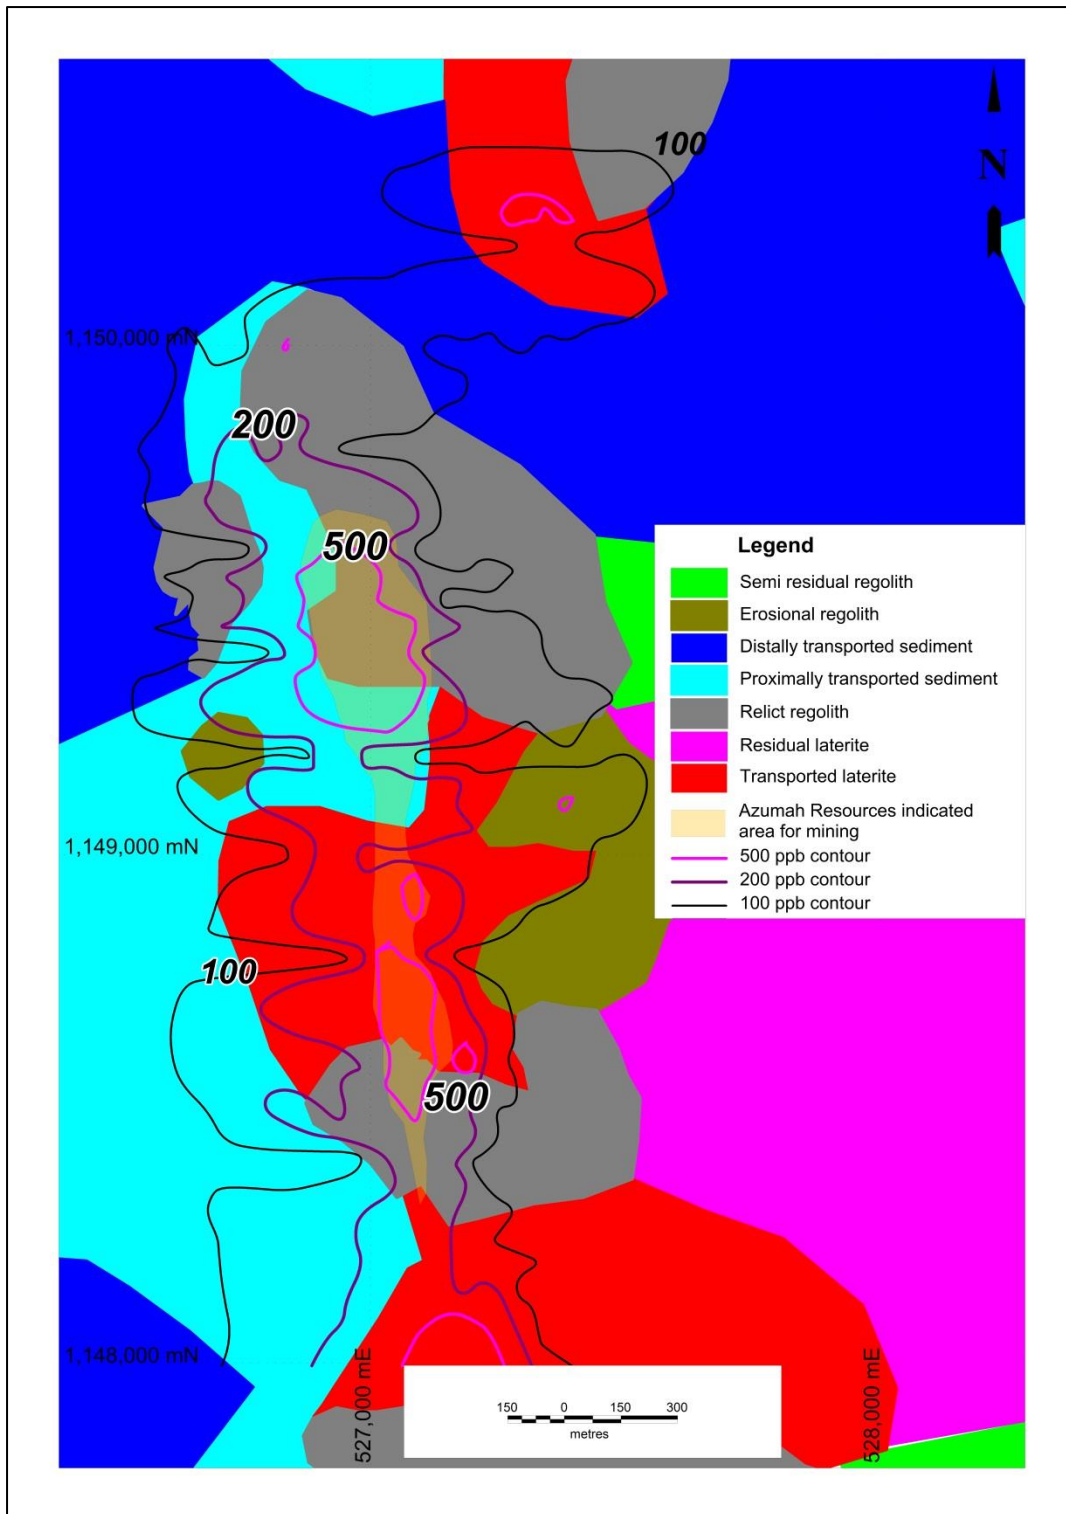 100
N
1,150,000 mN
200
500
Legend
Semi residual regolith
Erosional regolith
Distally transported sediment
Proximally transported sediment
Relict regolith
Residual laterite
Transported laterite
Azumah Resources indicated
area for mining
500 ppb contour
200 ppb contour
100 ppb contour
1,149,000 mN
100
500
1,148,000 mN
527,000 mE
528,000 mE
150 0 150 300
metres